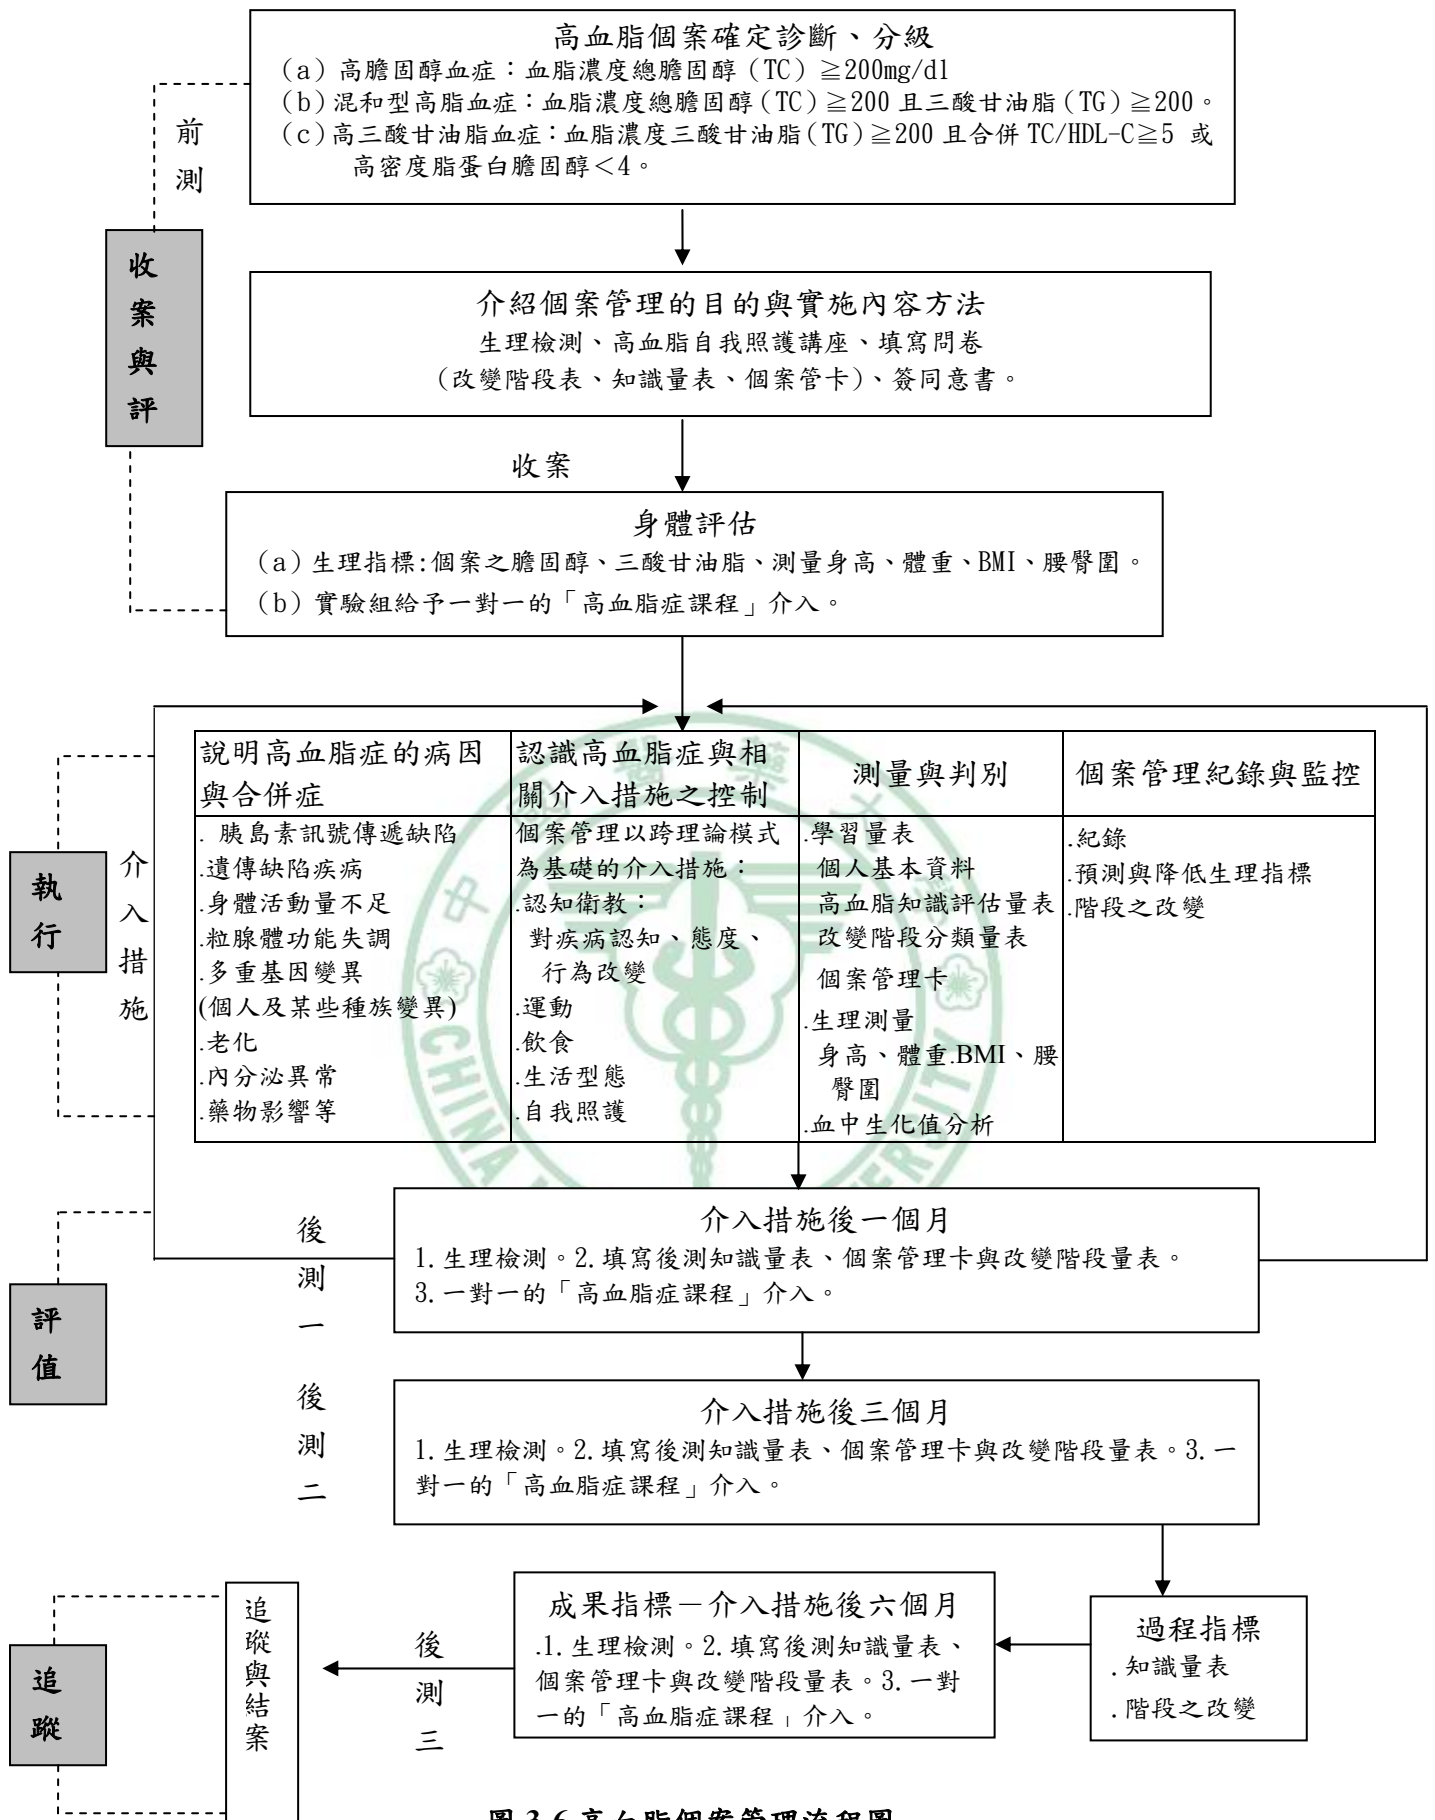 高血脂個案確定診斷、分級
(a) 高膽固醇血症：血脂濃度總膽固醇（TC）≧200mg/dl
(b) 混和型高脂血症：血脂濃度總膽固醇（TC）≧200 且三酸甘油脂（TG）≧200。
(c) 高三酸甘油脂血症：血脂濃度三酸甘油脂（TG）≧200 且合併 TC/HDL-C≧5 或
高密度脂蛋白膽固醇＜4。
前
測
收
案
與
評
介紹個案管理的目的與實施內容方法
生理檢測、高血脂自我照護講座、填寫問卷
(改變階段表、知識量表、個案管卡)、簽同意書。
收案
身體評估
(a) 生理指標:個案之膽固醇、三酸甘油脂、測量身高、體重、BMI、腰臀圍。
(b) 實驗組給予一對一的「高血脂症課程」介入。
執
行
介
入
措
施
說明高血脂症的病因
與合併症
. 胰島素訊號傳遞缺陷
.遺傳缺陷疾病
.身體活動量不足
.粒腺體功能失調
.多重基因變異
(個人及某些種族變異)
.老化
.內分泌異常
.藥物影響等
認識高血脂症與相
關介入措施之控制
個案管理以跨理論模式
為基礎的介入措施：
.認知衛教：
對疾病認知、態度、
行為改變
.運動
.飲食
.生活型態
.自我照護
測量與判別
.學習量表
個人基本資料
高血脂知識評估量表
改變階段分類量表
個案管理卡
.生理測量
身高、體重.BMI、腰
臀圍
.血中生化值分析
個案管理紀錄與監控
.紀錄
.預測與降低生理指標
.階段之改變
中國醫藥大學
CHINA ERSITY
評
值
後
測
一
介入措施後一個月
1.生理檢測。2.填寫後測知識量表、個案管理卡與改變階段量表。
3.一對一的「高血脂症課程」介入。
後
測
二
介入措施後三個月
1.生理檢測。2.填寫後測知識量表、個案管理卡與改變階段量表。3.一
對一的「高血脂症課程」介入。
過程指標
.知識量表
.階段之改變
成果指標－介入措施後六個月
.1.生理檢測。2.填寫後測知識量表、
個案管理卡與改變階段量表。3.一對
一的「高血脂症課程」介入。
後
測
三
追
蹤
與
結
案
追
蹤
圖 3.6 高血脂個案管理流程圖